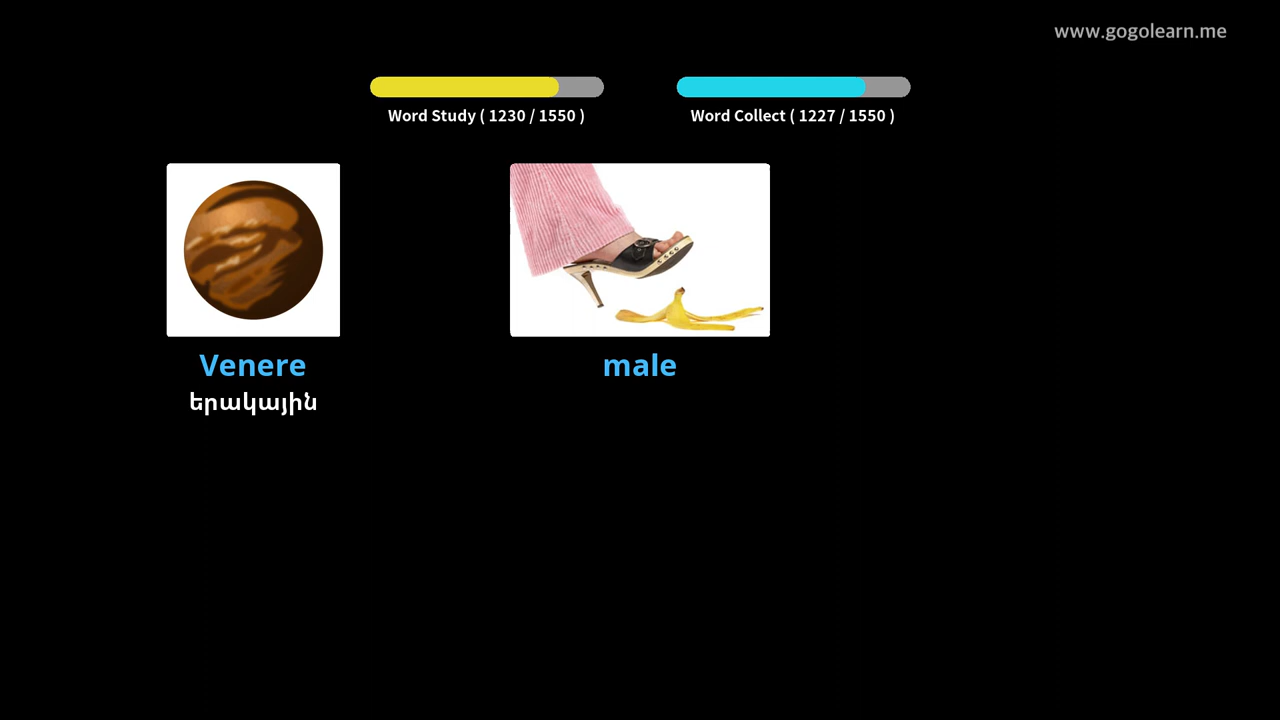 www.gogolearn.me
Word Study ( 1230 / 1550 )
Word Collect ( 1227 / 1550 )
Venere
երակային
male